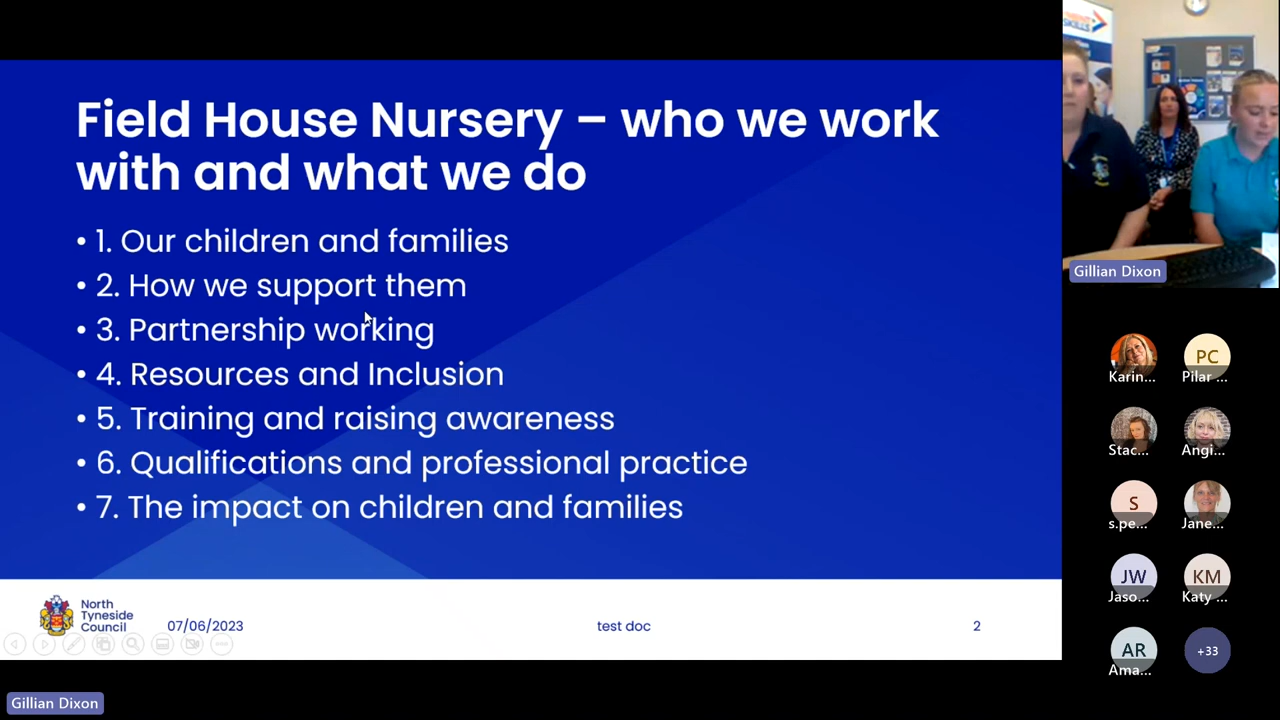 Field House Nursery – who we work
with and what we do
• 1. Our children and families
• 2. How we support them
• 3. Partnership working
• 4. Resources and Inclusion
• 5. Training and raising awareness
• 6. Qualifications and professional practice
• 7. The impact on children and families
North
Tyneside
Council
07/06/2023
test doc
2
Gillian Dixon
SKILLS
Gillian Dixon
Karin...
PC
Pilar ...
Stac...
Angi...
S
s.pe...
Jane...
JW
Jaso...
KM
Katy ...
AR
Ama...
+33